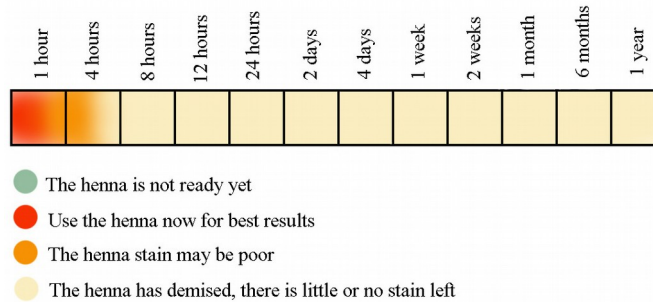 1 hour
4 hours
8 hours
12 hours
24 hours
2 days
4 days
1 week
2 weeks
1 month
6 months
1 year
The henna is not ready yet
Use the henna now for best results
The henna stain may be poor
The henna has demised, there is little or no stain left